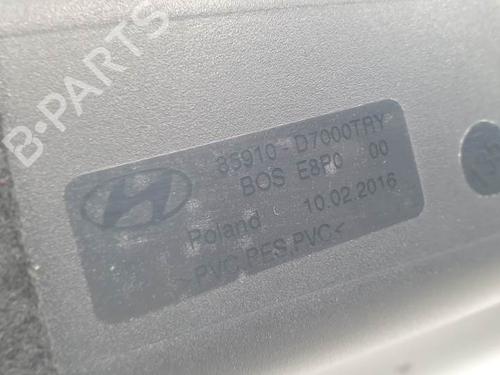 B-PARTS
85910-D7000TRY
BOS E8P0 00
Poland 10.02.2016
>PVC,PES,PVC<